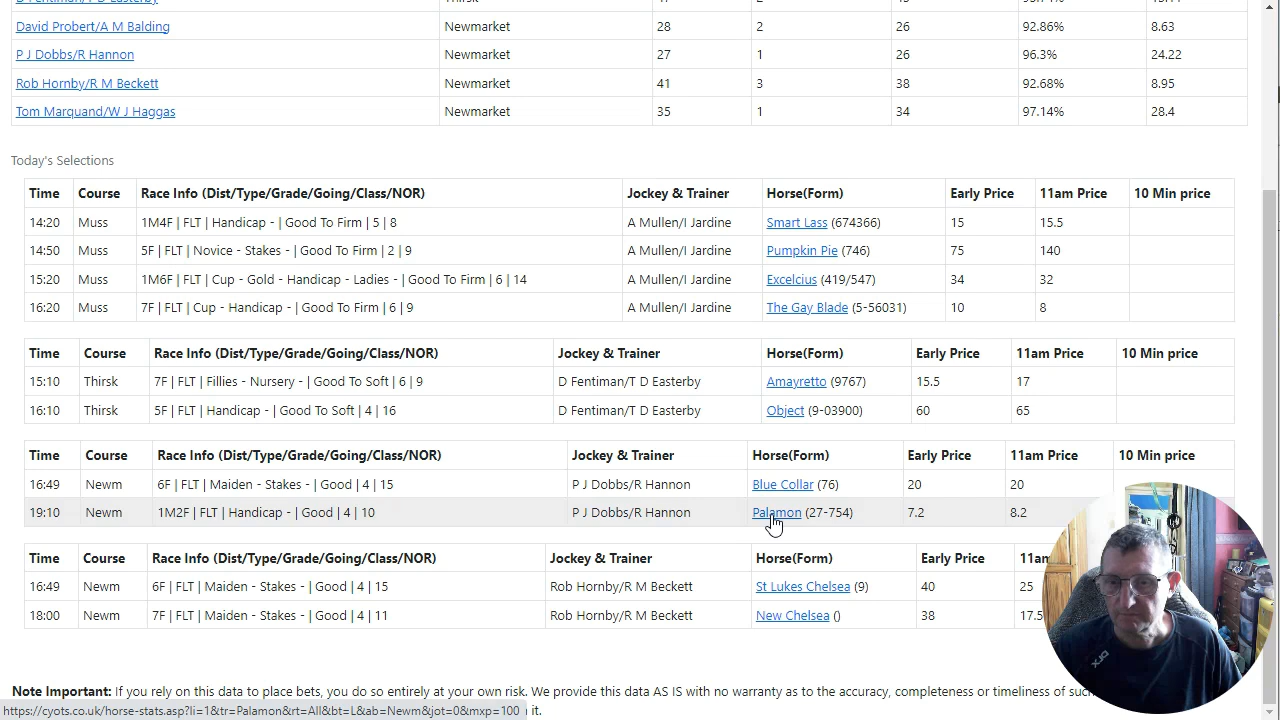 David Probert/A M Balding Newmarket 28 2 26 92.86% 8.63
P J Dobbs/R Hannon Newmarket 27 1 26 96.3% 24.22
Rob Hornby/R M Beckett Newmarket 41 3 38 92.68% 8.95
Tom Marquand/W J Haggas Newmarket 35 1 34 97.14% 28.4
Today's Selections
Time Course Race Info (Dist/Type/Grade/Going/Class/NOR) Jockey & Trainer Horse(Form) Early Price 11am Price 10 Min price
14:20 Muss 1M4F | FLT | Handicap - | Good To Firm | 5 | 8 A Mullen/I Jardine Smart Lass (674366) 15 15.5
14:50 Muss 5F | FLT | Novice - Stakes - | Good To Firm | 2 | 9 A Mullen/I Jardine Pumpkin Pie (746) 75 140
15:20 Muss 1M6F | FLT | Cup - Gold - Handicap - Ladies - | Good To Firm | 6 | 14 A Mullen/I Jardine Excelcius (419/547) 34 32
16:20 Muss 7F | FLT | Cup - Handicap - | Good To Firm | 6 | 9 A Mullen/I Jardine The Gay Blade (5-56031) 10 8
Time Course Race Info (Dist/Type/Grade/Going/Class/NOR) Jockey & Trainer Horse(Form) Early Price 11am Price 10 Min price
15:10 Thirsk 7F | FLT | Fillies - Nursery - | Good To Soft | 6 | 9 D Fentiman/T D Easterby Amayretto (9767) 15.5 17
16:10 Thirsk 5F | FLT | Handicap - | Good To Soft | 4 | 16 D Fentiman/T D Easterby Object (9-03900) 60 65
Time Course Race Info (Dist/Type/Grade/Going/Class/NOR) Jockey & Trainer Horse(Form) Early Price 11am Price 10 Min price
16:49 Newm 6F | FLT | Maiden - Stakes - | Good | 4 | 15 P J Dobbs/R Hannon Blue Collar (76) 20 20
19:10 Newm 1M2F | FLT | Handicap - | Good | 4 | 10 P J Dobbs/R Hannon Palamon (27-754) 7.2 8.2
Time Course Race Info (Dist/Type/Grade/Going/Class/NOR) Jockey & Trainer Horse(Form) Early Price 11am
16:49 Newm 6F | FLT | Maiden - Stakes - | Good | 4 | 15 Rob Hornby/R M Beckett St Lukes Chelsea (9) 40 25
18:00 Newm 7F | FLT | Maiden - Stakes - | Good | 4 | 11 Rob Hornby/R M Beckett New Chelsea () 38 17.5
Note Important: If you rely on this data to place bets, you do so entirely at your own risk. We provide this data AS IS with no warranty as to the accuracy, completeness or timeliness of
https://cyots.co.uk/horse-stats.asp?li=1&tr=Palamon&rt=All&bt=L&ab=Newm&jor=0&mxp=100 it.